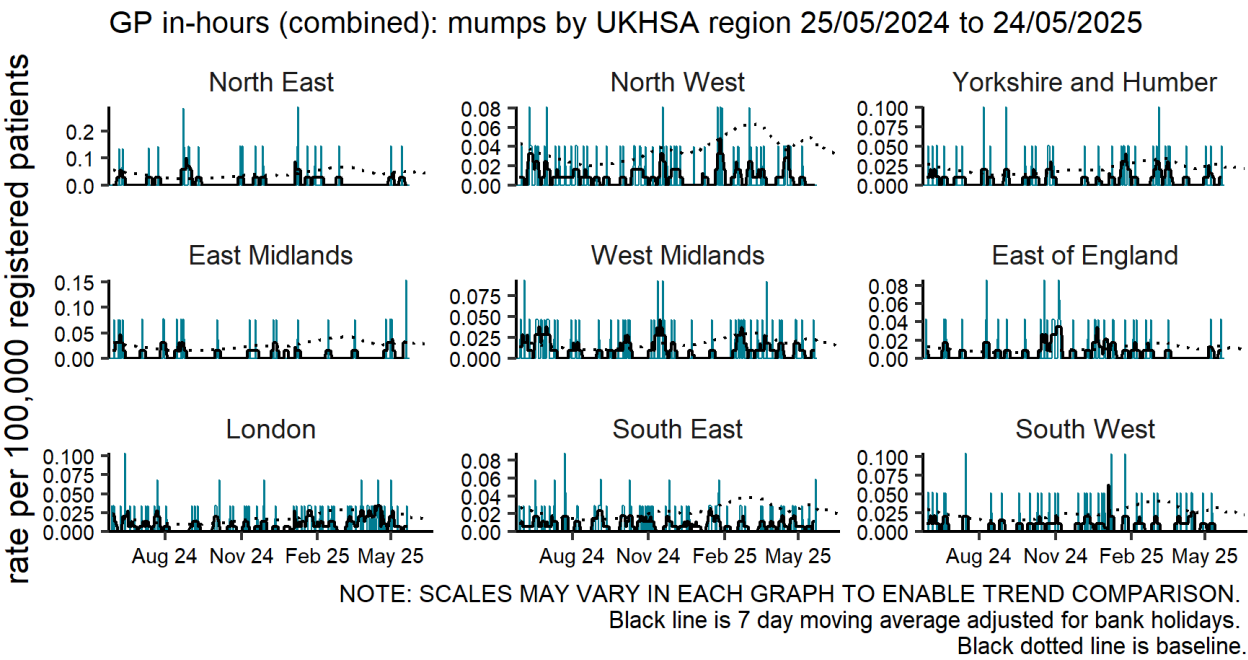 GP in-hours (combined): mumps by UKHSA region 25/05/2024 to 24/05/2025
rate per 100,000 registered patients
North East
0.2
0.1
0.0
North West
0.08
0.06
0.04
0.02
0.00
Yorkshire and Humber
0.100
0.075
0.050
0.025
0.000
East Midlands
0.15
0.10
0.05
0.00
West Midlands
0.075
0.050
0.025
0.000
East of England
0.08
0.06
0.04
0.02
0.00
London
0.100
0.075
0.050
0.025
0.000
Aug 24 Nov 24 Feb 25 May 25
South East
0.08
0.06
0.04
0.02
0.00
Aug 24 Nov 24 Feb 25 May 25
South West
0.100
0.075
0.050
0.025
0.000
Aug 24 Nov 24 Feb 25 May 25
NOTE: SCALES MAY VARY IN EACH GRAPH TO ENABLE TREND COMPARISON.
Black line is 7 day moving average adjusted for bank holidays.
Black dotted line is baseline.